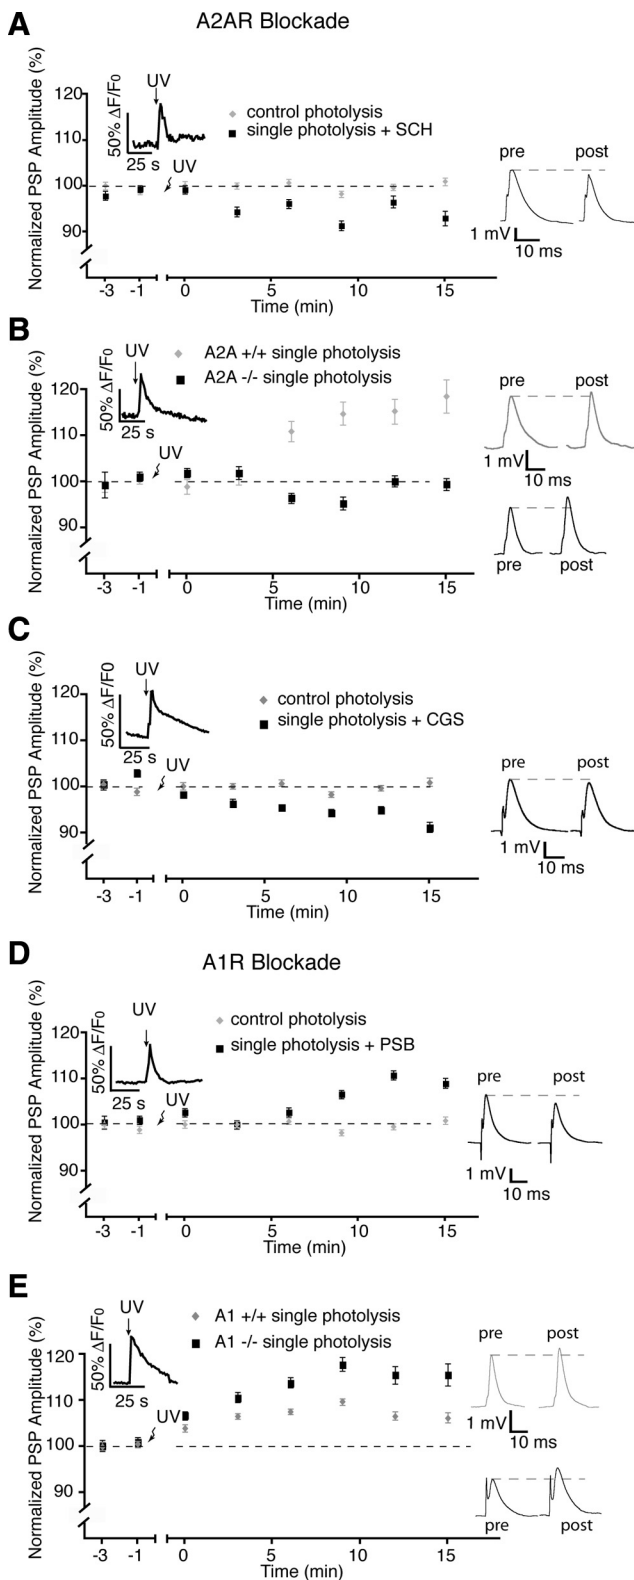 A
A2AR Blockade
Normalized PSP Amplitude (%)
120
110
100
90
50% ΔF/F0
25 s
UV
UV
control photolysis
single photolysis + SCH
-3
-1
0
5
10
15
Time (min)
pre
post
1 mV
10 ms
B
Normalized PSP Amplitude (%)
120
110
100
90
50% ΔF/F0
25 s
UV
UV
A2A +/+ single photolysis
A2A -/- single photolysis
-3
-1
0
5
10
15
Time (min)
pre
post
1 mV
10 ms
pre
post
C
Normalized PSP Amplitude (%)
120
110
100
90
50% ΔF/F0
25 s
UV
UV
control photolysis
single photolysis + CGS
-3
-1
0
5
10
15
Time (min)
pre
post
1 mV
10 ms
D
A1R Blockade
Normalized PSP Amplitude (%)
120
110
100
90
50% ΔF/F0
25 s
UV
UV
control photolysis
single photolysis + PSB
-3
-1
0
5
10
15
Time (min)
pre
post
1 mV
10 ms
E
Normalized PSP Amplitude (%)
120
110
100
90
50% ΔF/F0
25 s
UV
UV
A1 +/+ single photolysis
A1 -/- single photolysis
-3
-1
0
5
10
15
Time (min)
pre
post
1 mV
10 ms
pre
post